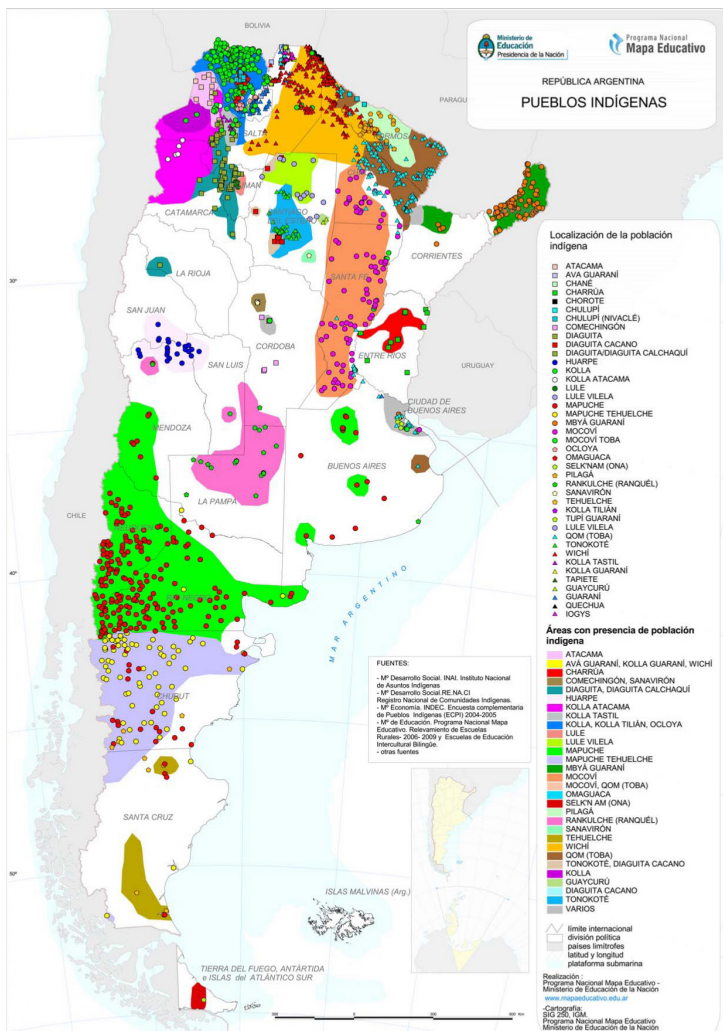 BOLIVIA
Ministerio de
Educación
Presidencia de la Nación
Programa Nacional
Mapa Educativo
REPÚBLICA ARGENTINA
PUEBLOS INDÍGENAS
PARAGU
SALTA
FORMOSA
CATAMARCA
SANTIAGO
LA RIOJA
SANTA FE
CORRIENTES
30°
SAN JUAN
CORDOBA
SAN LUIS
ENTRE RIOS
URUGUAY
CIUDAD DE
BUENOS AIRES
MENDOZA
BUENOS AIRES
LA PAMPA
CHILE
40°
MAR ARGENTINO
CHUBUT
SANTA CRUZ
50°
ISLAS MALVINAS (Arg.)
TIERRA DEL FUEGO, ANTÁRTIDA
e ISLAS del ATLÁNTICO SUR
Localización de la población
indígena
ATACAMA
AVA GUARANÍ
CHANÉ
CHARRÚA
CHOROTE
CHULUPÍ
CHULUPÍ (NIVACLÉ)
COMECHINGÓN
DIAGUITA
DIAGUITA CACANO
DIAGUITA/DIAGUITA CALCHAQUÍ
HUARPE
KOLLA
KOLLA ATACAMA
LULE
LULE VILELA
MAPUCHE
MAPUCHE TEHUELCHE
MBYÁ GUARANÍ
MOCOVÍ
MOCOVÍ TOBA
OCLOYA
OMAGUACA
SELK'NAM (ONA)
PILAGÁ
RANKULCHE (RANQUÉL)
SANAVIRÓN
TEHUELCHE
KOLLA TILIÁN
TUPÍ GUARANÍ
LULE VILELA
QOM (TOBA)
TONOKOTÉ
WICHÍ
KOLLA TASTIL
KOLLA GUARANÍ
TAPIETE
GUAYCURÚ
GUARANÍ
QUECHUA
IOGYS
Áreas con presencia de población
indígena
ATACAMA
AVÁ GUARANÍ, KOLLA GUARANÍ, WICHÍ
CHARRÚA
COMECHINGÓN, SANAVIRÓN
DIAGUITA, DIAGUITA CALCHAQUÍ
HUARPE
KOLLA ATACAMA
KOLLA TASTIL
KOLLA, KOLLA TILIÁN, OCLOYA
LULE
LULE VILELA
MAPUCHE
MAPUCHE TEHUELCHE
MBYÁ GUARANÍ
MOCOVÍ
MOCOVÍ, QOM (TOBA)
OMAGUACA
SELK'N AM (ONA)
PILAGÁ
RANKULCHE (RANQUÉL)
SANAVIRÓN
TEHUELCHE
WICHÍ
QOM (TOBA)
TONOKOTÉ, DIAGUITA CACANO
KOLLA
GUAYCURÚ
DIAGUITA CACANO
TONOKOTÉ
VARIOS
límite internacional
división política
países limítrofes
latitud y longitud
plataforma submarina
Realización :
Programa Nacional Mapa Educativo -
Ministerio de Educación de la Nación
www.mapaeducativo.edu.ar
-Cartografía:
SIG 250, IGM.
Programa Nacional Mapa Educativo
Ministerio de Educación de la Nación
FUENTES:
- Mº Desarrollo Social. INAI. Instituto Nacional
de Asuntos Indígenas
- Mº Desarrollo Social.RE.NA.CI
Registro Nacional de Comunidades Indígenas.
- Mº Economía. INDEC. Encuesta complementaria
de Pueblos Indígenas (ECPI) 2004-2005
- Mº de Educación. Programa Nacional Mapa
Educativo. Relevamiento de Escuelas
Rurales- 2006- 2009 y Escuelas de Educación
Intercultural Bilingüe.
- otras fuentes